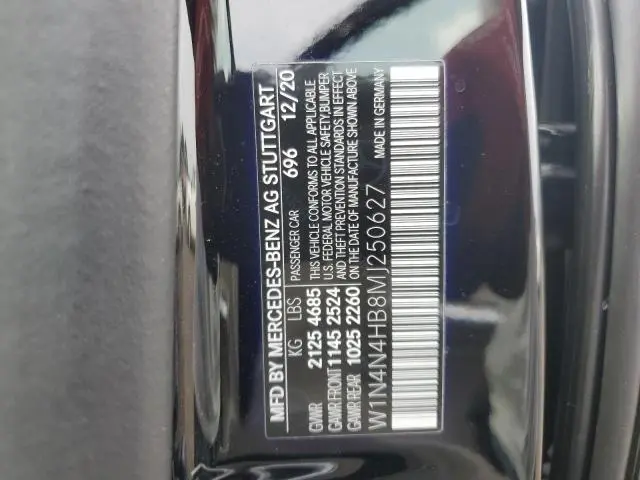 MFD BY MERCEDES-BENZ AG STUTTGART
696 12/20
KG LBS PASSENGER CAR
GVWR 2125 4685 THIS VEHICLE CONFORMS TO ALL APPLICABLE
GAWR FRONT 1145 2524 U.S. FEDERAL MOTOR VEHICLE SAFETY, BUMPER,
GAWR REAR 1025 2260 AND THEFT PREVENTION STANDARDS IN EFFECT
ON THE DATE OF MANUFACTURE SHOWN ABOVE
W1N4N4HB8MJ250627 MADE IN GERMANY